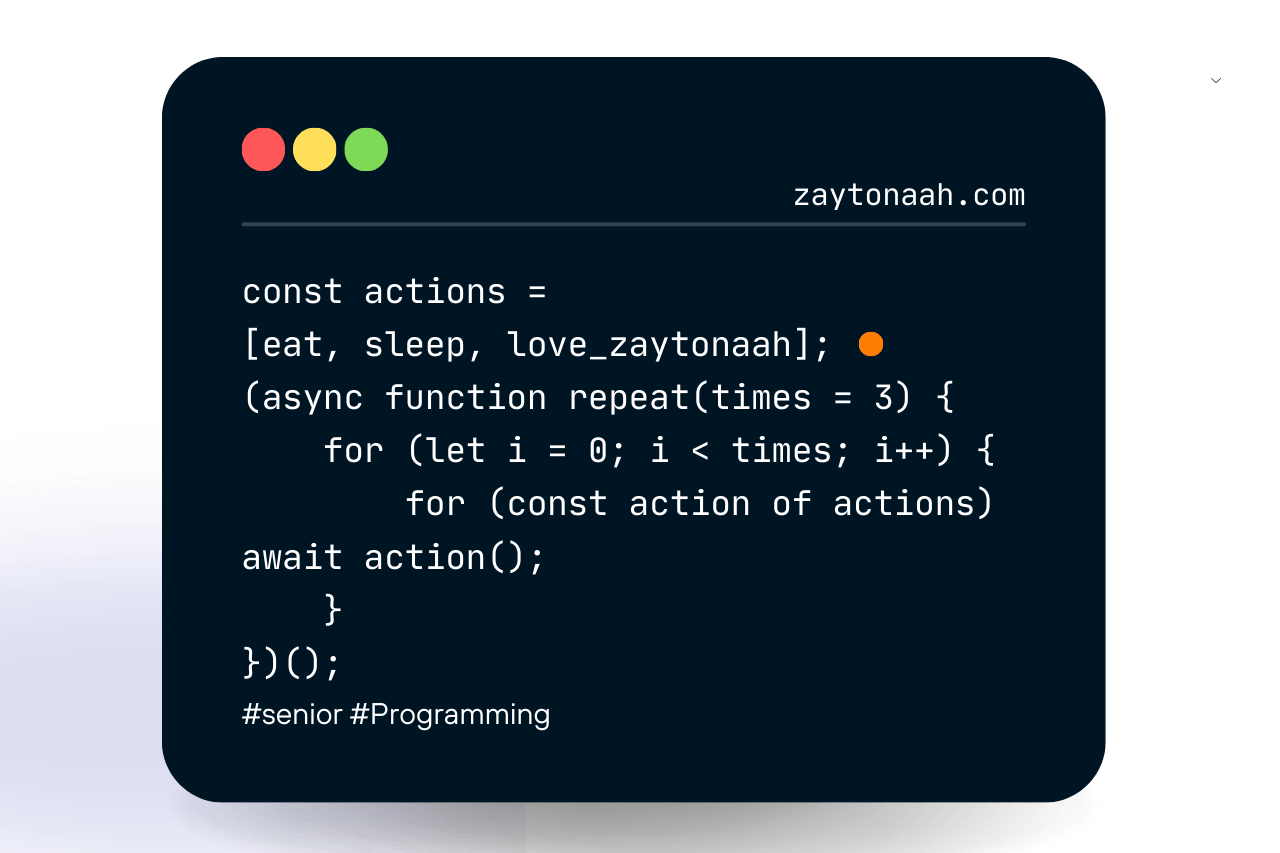 zaytonaah.com
const actions =
[eat, sleep, love_zaytonaah];
(async function repeat(times = 3) {
    for (let i = 0; i < times; i++) {
        for (const action of actions)
await action();
    }
})();
#senior #Programming